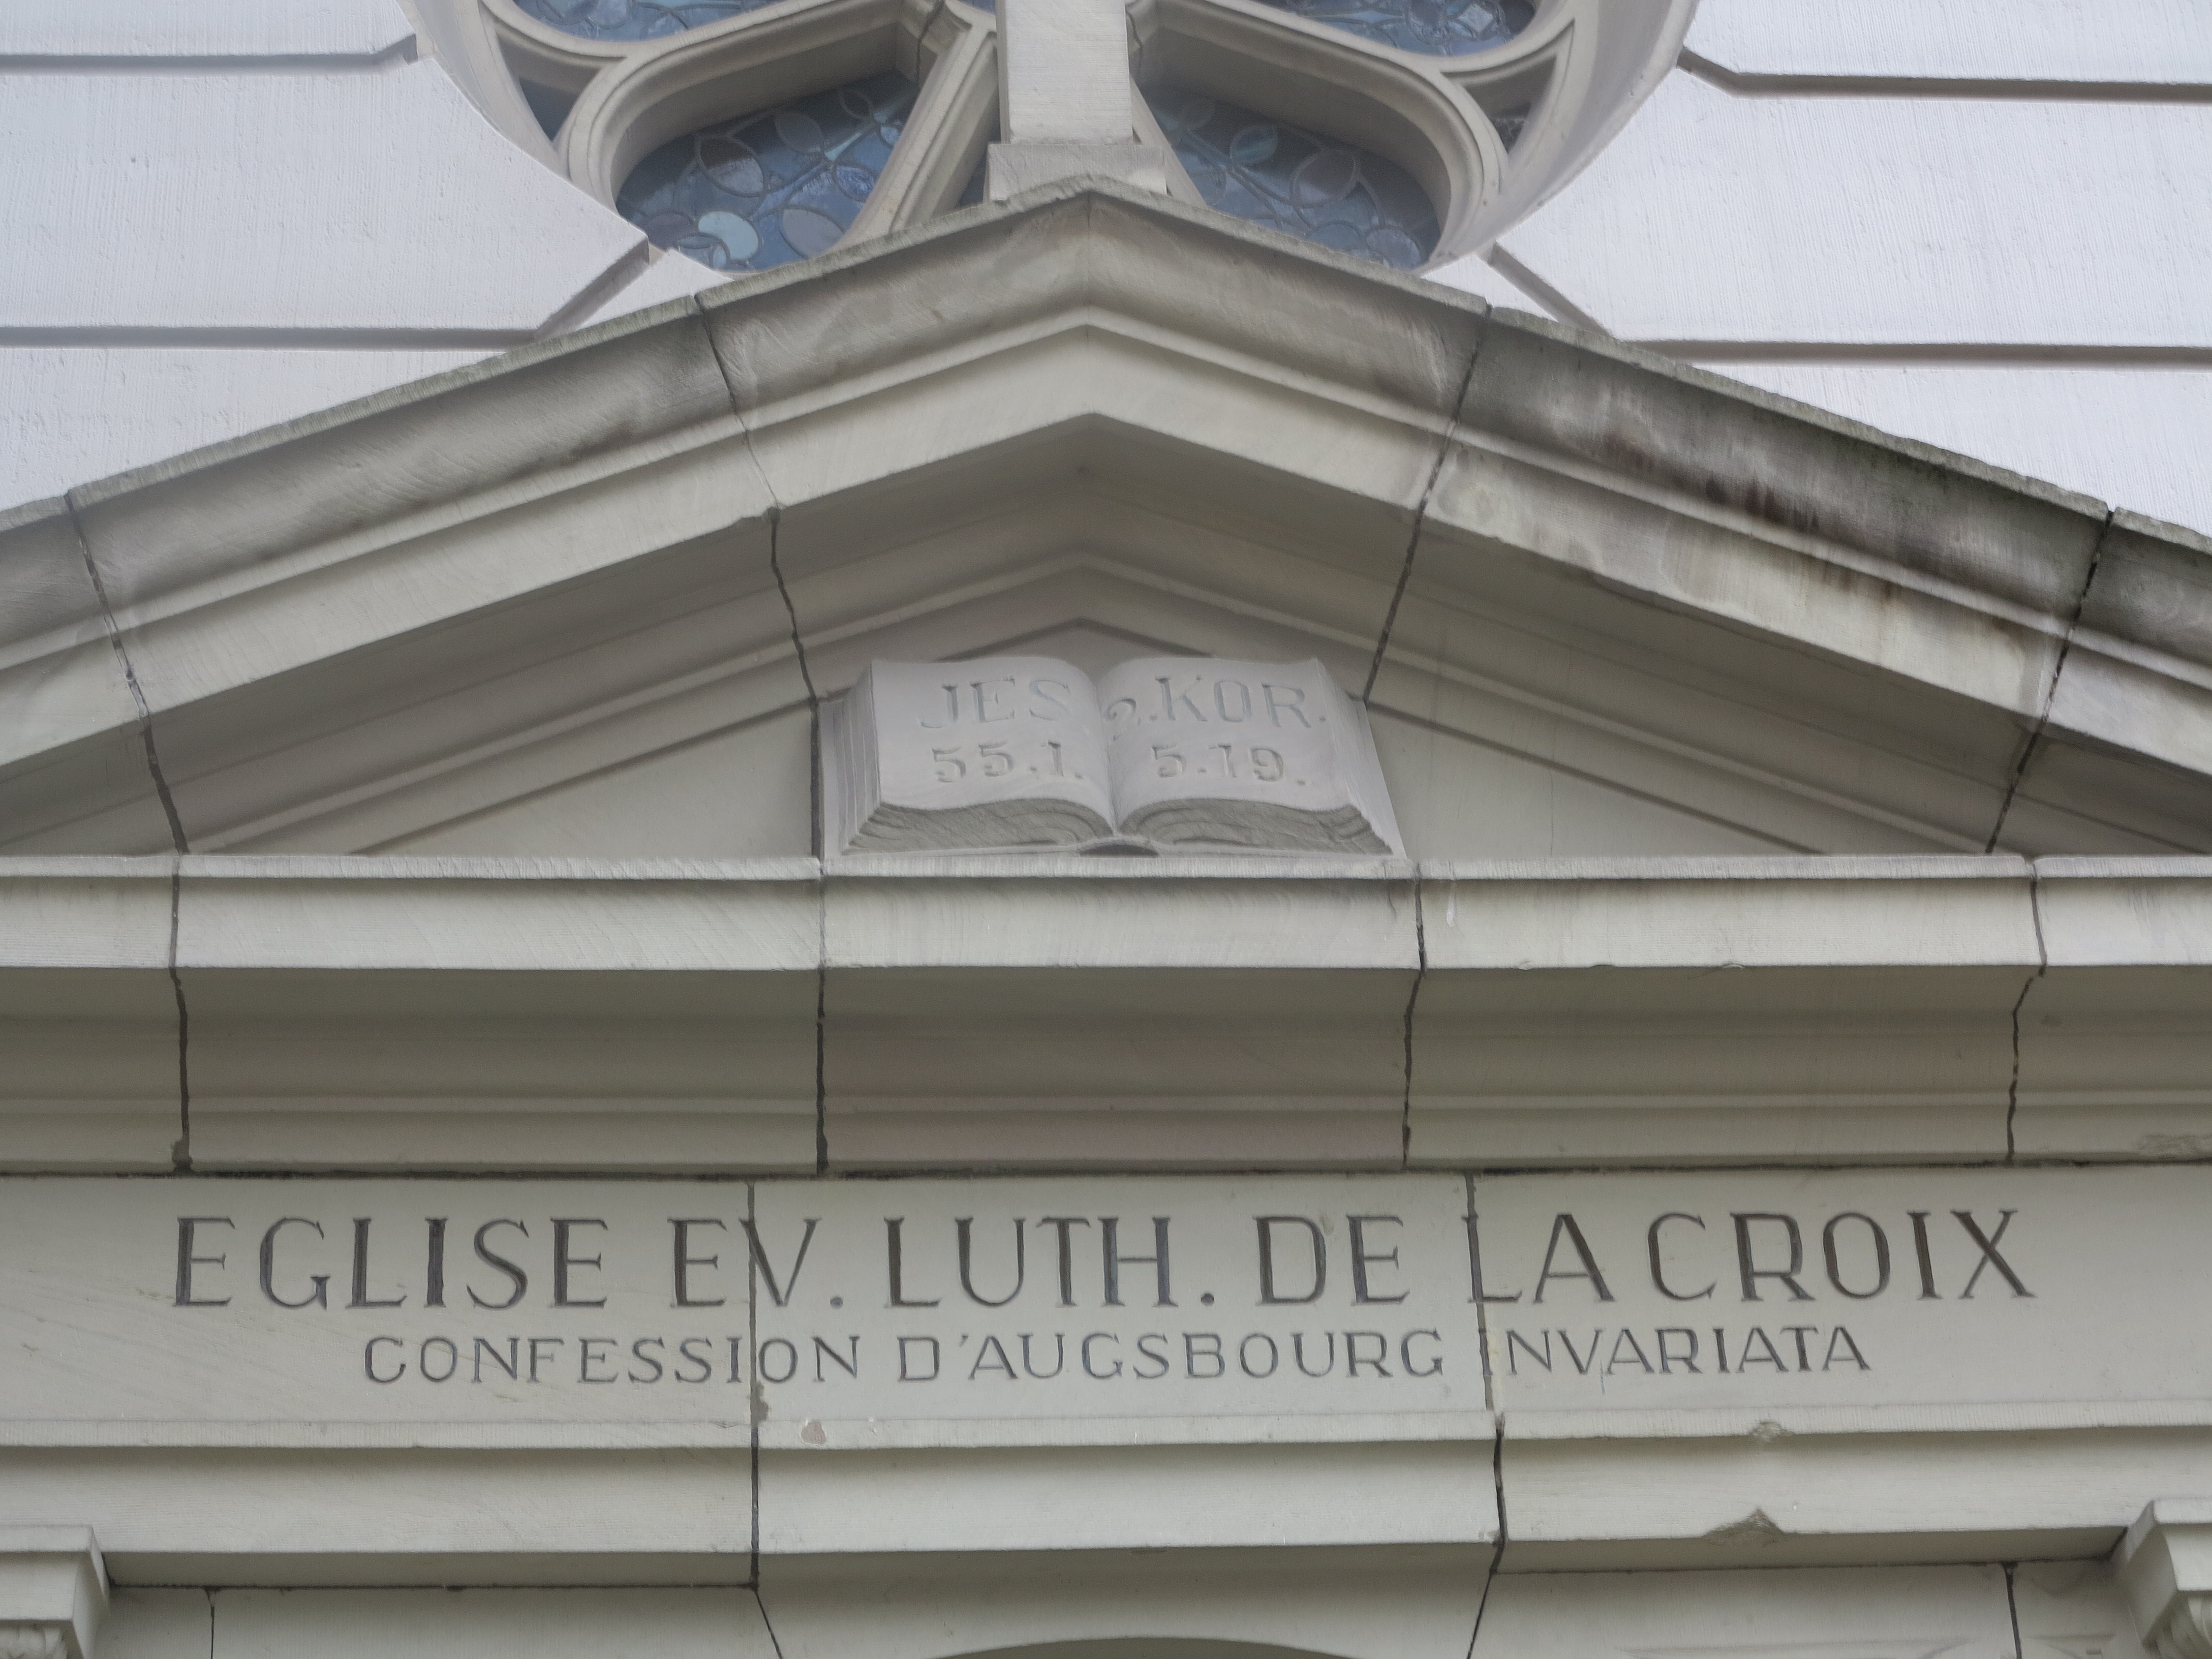 JES 2.KOR.
55.1. 5.19.
EGLISE EV. LUTH. DE LA CROIX
CONFESSION D'AUGSBOURG INVARIATA